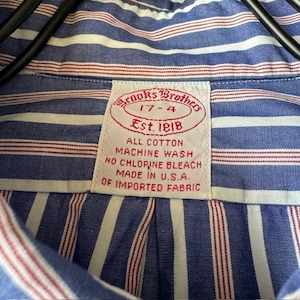 Brooks Brothers
17-4
Est. 1818
ALL COTTON
MACHINE WASH
NO CHLORINE BLEACH
MADE IN U.S.A.
OF IMPORTED FABRIC